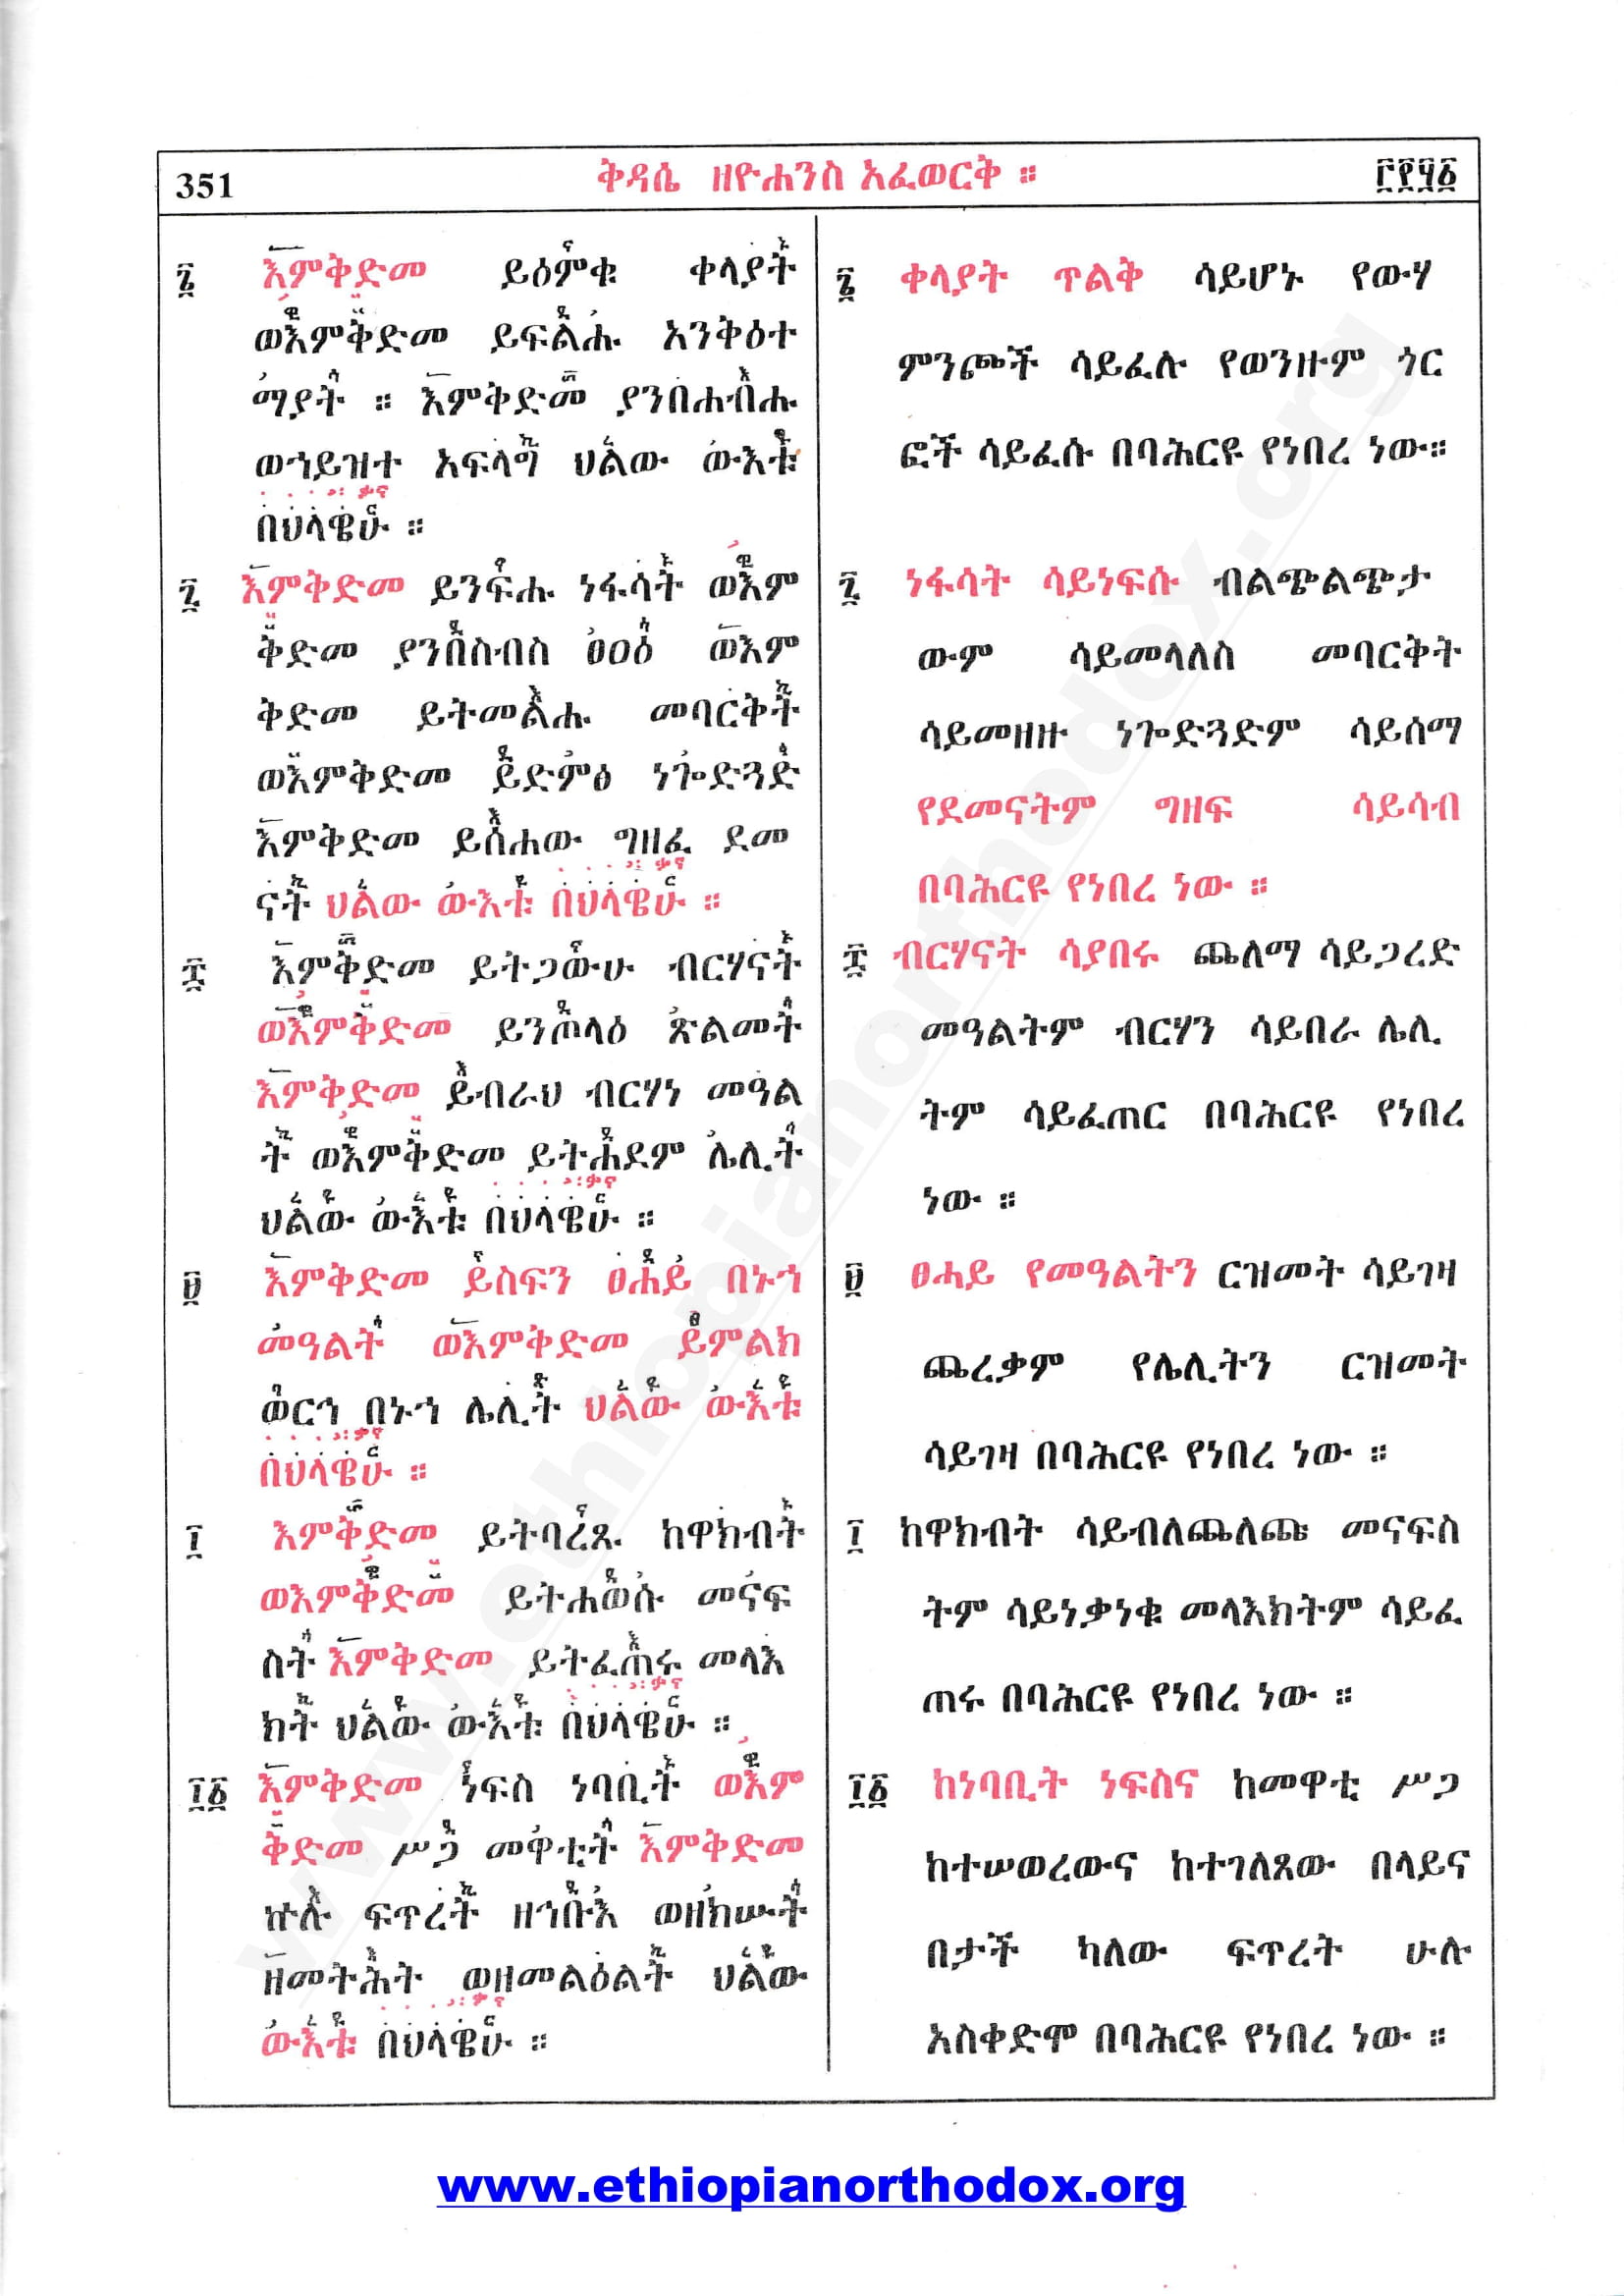 351 ቅዳሴ ዘዮሐንስ አፈወርቅ ። ፫፻፶፩
፮ እምቅድመ ይዕምቁ ቀላያት
ወእምቅድመ ይፍልሑ አንቅዕተ
ማያት ። እምቅድመ ያንበሐብሑ
ወኀይዝተ አፍላግ ህልው ውእቱ
በህላዌሁ ።
፯ እምቅድመ ይንፍሑ ነፋሳት ወእም
ቅድመ ያንበስብስ ፀዐዕ ወእም
ቅድመ ይትመልሑ መባርቅት
ወእምቅድመ ይድምፅ ነጐድጓድ
እምቅድመ ይሰሐው ግዘፈ ደመ
ናት ህልው ውእቱ በህላዌሁ ።
፰ እምቅድመ ይትጋውሁ ብርሃናት
ወእምቅድመ ይንጦላዕ ጽልመት
እምቅድመ ይብራህ ብርሃነ መዓል
ት ወእምቅድመ ይትሐደም ሌሊት
ህልው ውእቱ በህላዌሁ ።
፱ እምቅድመ ይስፍን ፀሐይ በኑኀ
መዓልት ወእምቅድመ ይምልክ
ወርኀ በኑኀ ሌሊት ህልው ውእቱ
በህላዌሁ ።
፲ እምቅድመ ይትባረጹ ከዋክብት
ወእምቅድመ ይትሐወሱ መናፍ
ስት እምቅድመ ይትፈጠሩ መላእ
ክት ህልው ውእቱ በህላዌሁ ።
፲፩ እምቅድመ ነፍስ ነባቢት ወእም
ቅድመ ሥጋ መዋቲት እምቅድመ
ኵሉ ፍጥረት ዘኀቡእ ወዘክሡት
ዘመትሕት ወዘመልዕልት ህልው
ውእቱ በህላዌሁ ።
፮ ቀላያት ጥልቅ ሳይሆኑ የውሃ
ምንጮች ሳይፈሉ የወንዙም ጎር
ፎች ሳይፈሱ በባሕርዩ የነበረ ነው።
፯ ነፋሳት ሳይነፍሱ ብልጭልጭታ
ውም ሳይመላለስ መባርቅት
ሳይመዘዙ ነጐድጓድም ሳይሰማ
የደመናትም ግዘፍ ሳይሳብ
በባሕርዩ የነበረ ነው ።
፰ ብርሃናት ሳያበሩ ጨለማ ሳይጋረድ
መዓልትም ብርሃን ሳይበራ ሌሊ
ትም ሳይፈጠር በባሕርዩ የነበረ
ነው ።
፱ ፀሓይ የመዓልትን ርዝመት ሳይገዛ
ጨረቃም የሌሊትን ርዝመት
ሳይገዛ በባሕርዩ የነበረ ነው ።
፲ ከዋክብት ሳይብለጨለጩ መናፍስ
ትም ሳይነቃነቁ መላእክትም ሳይፈ
ጠሩ በባሕርዩ የነበረ ነው ።
፲፩ ከነባቢት ነፍስና ከመዋቲ ሥጋ
ከተሠወረውና ከተገለጸው በላይና
በታች ካለው ፍጥረት ሁሉ
አስቀድሞ በባሕርዩ የነበረ ነው ።
www.ethiopianorthodox.org
www.ethiopianorthodox.org